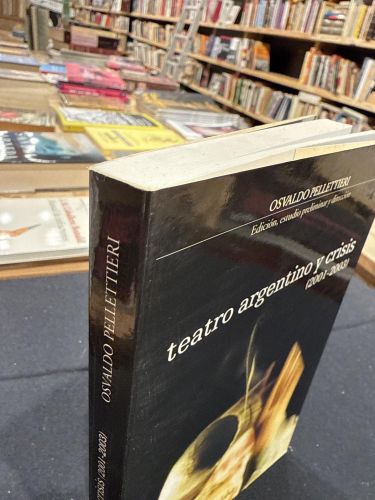 OSVALDO PELLETTIERI
Edición, estudio preliminar y dirección
teatro argentino y crisis
(2001-2003)
OSVALDO PELLETTIERI
crisis (2001-2003)